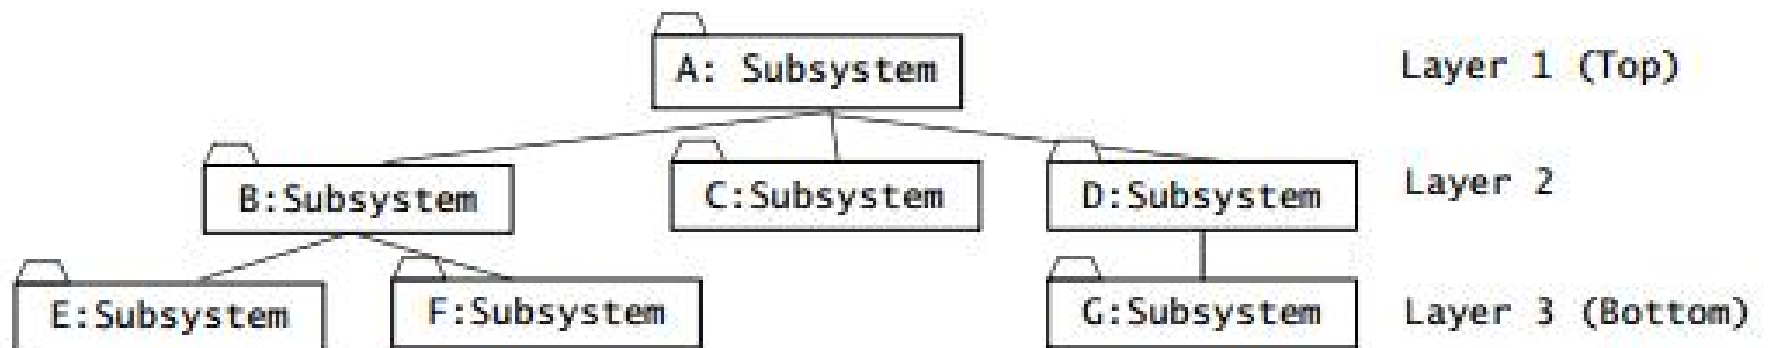 A: Subsystem
Layer 1 (Top)
B:Subsystem
C:Subsystem
D:Subsystem
Layer 2
E:Subsystem
F:Subsystem
G:Subsystem
Layer 3 (Bottom)